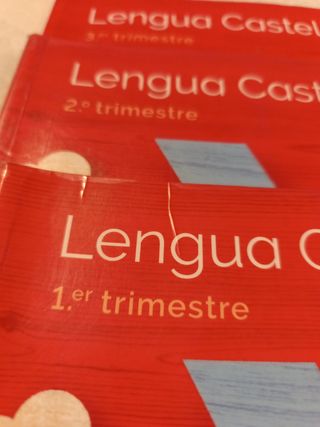 Lengua Castel
3.er trimestre
Lengua Cast
2.º trimestre
Lengua C
1.er trimestre